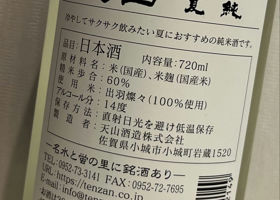 夏純
冷やしてサクサク飲みたい夏におすすめの純米酒です。
品目：日本酒　内容量：720ml
原材料名：米（国産）、米麹（国産米）
精米歩合：60%
使用米：出羽燦々（100％使用）
アルコール分：14度
保存方法：直射日光を避け低温保存
製造者：天山酒造株式会社
佐賀県小城市小城町岩蔵1520
―名水と蛍の里に銘酒あり―
☎0952-73-3141　FAX：0952-72-7695
URL：https://tenzan.co.jp